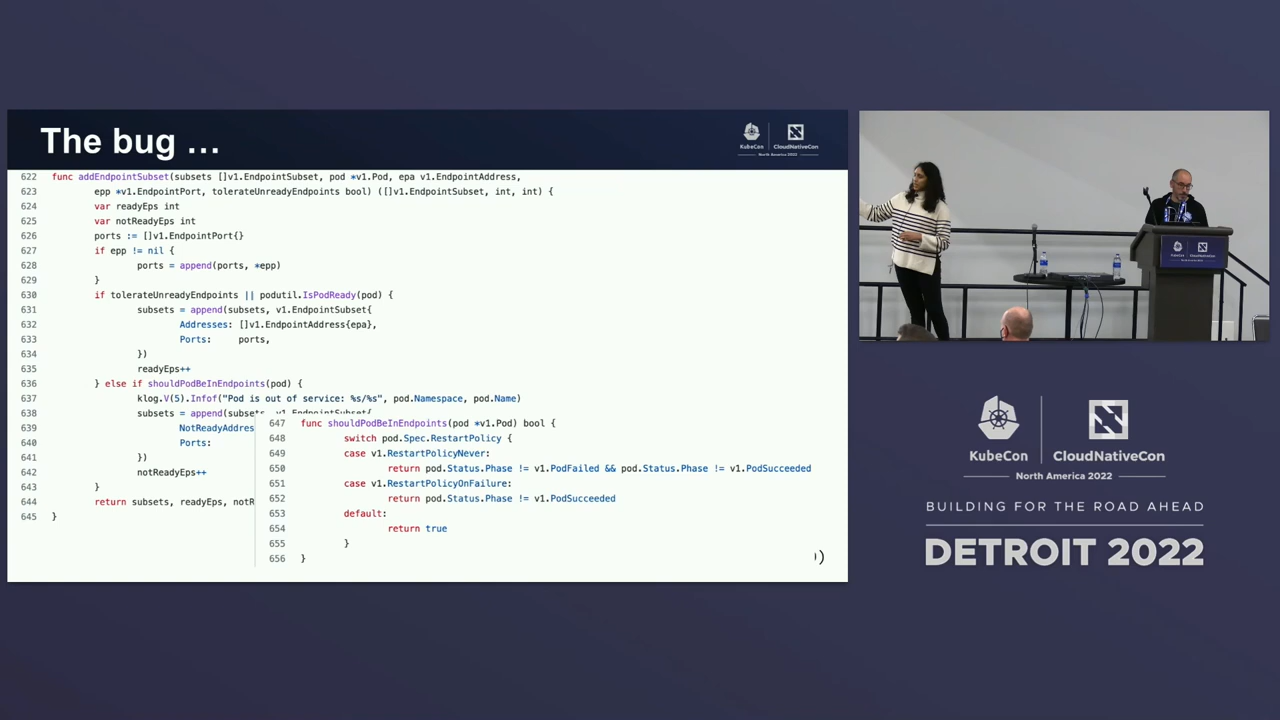 The bug ...
KubeCon
CloudNativeCon
North America 2022
622 func addEndpointSubset(subsets []v1.EndpointSubset, pod *v1.Pod, epa v1.EndpointAddress,
623 epp *v1.EndpointPort, tolerateUnreadyEndpoints bool) ([]v1.EndpointSubset, int, int) {
624 var readyEps int
625 var notReadyEps int
626 ports := []v1.EndpointPort{}
627 if epp != nil {
628 ports = append(ports, *epp)
629 }
630 if tolerateUnreadyEndpoints || podutil.IsPodReady(pod) {
631 subsets = append(subsets, v1.EndpointSubset{
632 Addresses: []v1.EndpointAddress{epa},
633 Ports: ports,
634 })
635 readyEps++
636 } else if shouldPodBeInEndpoints(pod) {
637 klog.V(5).Infof("Pod is out of service: %s/%s", pod.Namespace, pod.Name)
638 subsets = append(subsets, v1.EndpointSubset{
639 NotReadyAddres
640 Ports:
641 })
642 notReadyEps++
643 }
644 return subsets, readyEps, notR
645 }
647 func shouldPodBeInEndpoints(pod *v1.Pod) bool {
648 switch pod.Spec.RestartPolicy {
649 case v1.RestartPolicyNever:
650 return pod.Status.Phase != v1.PodFailed && pod.Status.Phase != v1.PodSucceeded
651 case v1.RestartPolicyOnFailure:
652 return pod.Status.Phase != v1.PodSucceeded
653 default:
654 return true
655 }
656 }
)
KubeCon
CloudNativeCon
North America 2022
BUILDING FOR THE ROAD AHEAD
DETROIT 2022